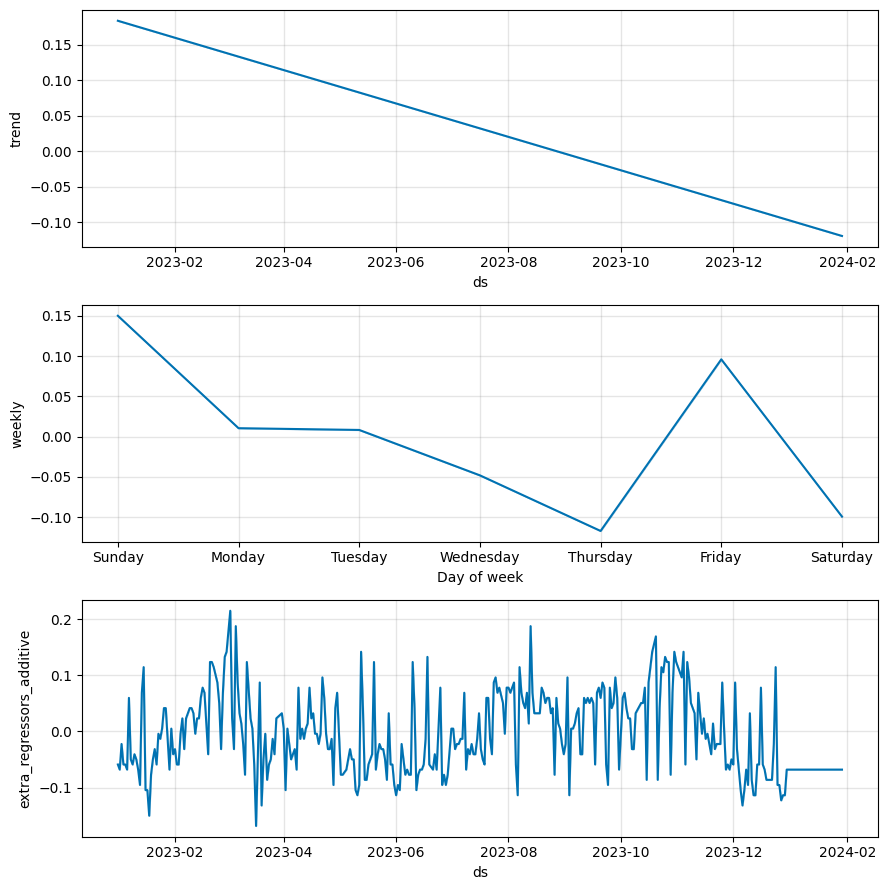 trend
0.15
0.10
0.05
0.00
−0.05
−0.10
2023-02 2023-04 2023-06 2023-08 2023-10 2023-12 2024-02
ds
weekly
0.15
0.10
0.05
0.00
−0.05
−0.10
Sunday Monday Tuesday Wednesday Thursday Friday Saturday
Day of week
extra_regressors_additive
0.2
0.1
0.0
−0.1
2023-02 2023-04 2023-06 2023-08 2023-10 2023-12 2024-02
ds